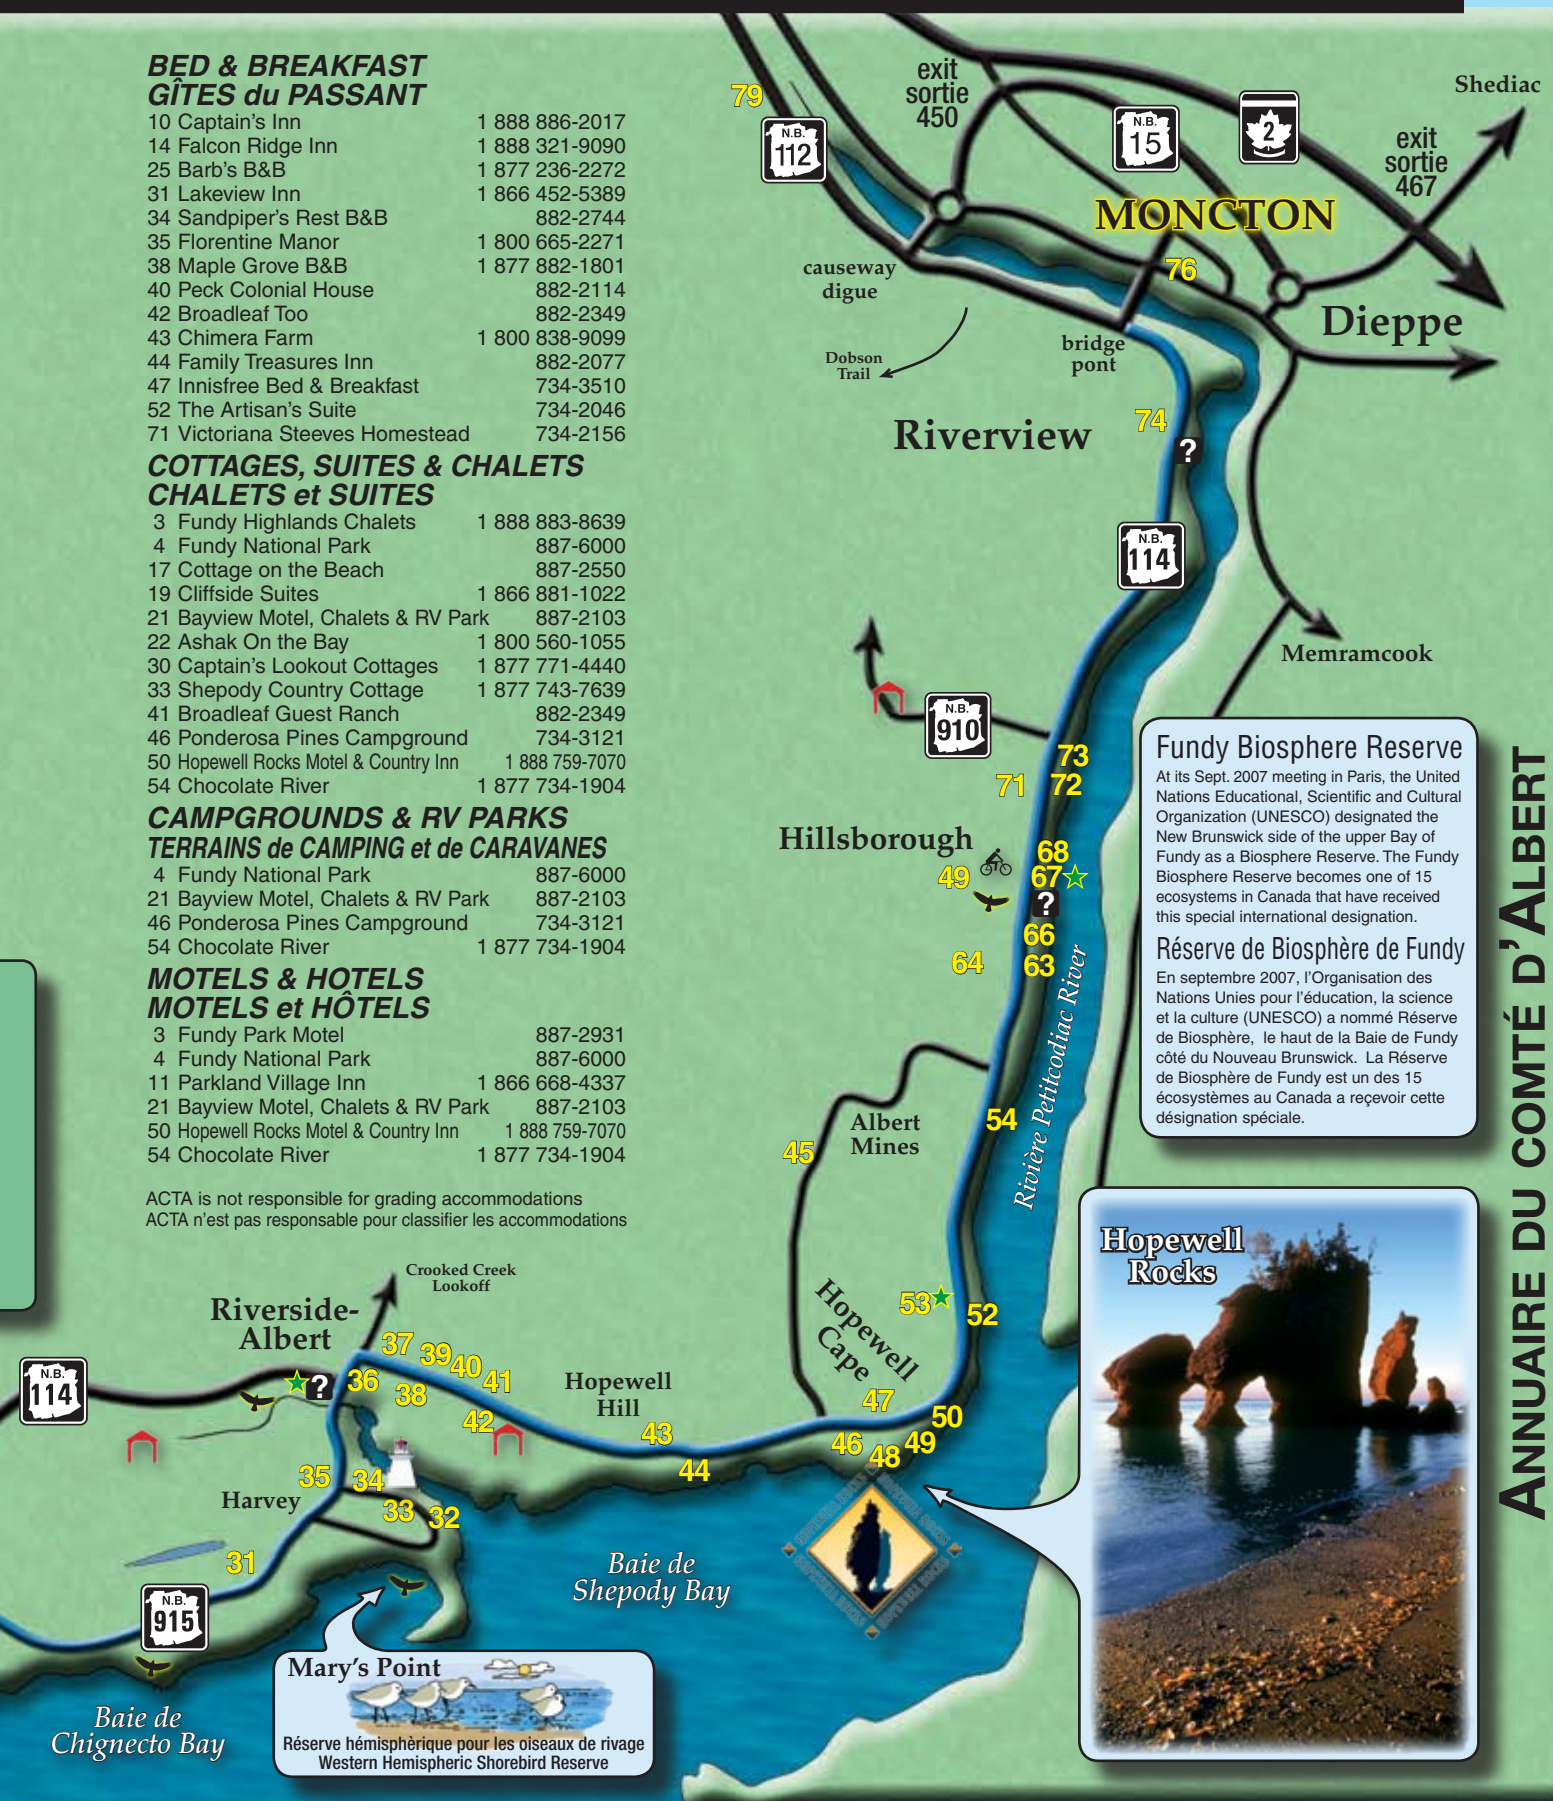 BED & BREAKFAST
GÎTES du PASSANT
10 Captain's Inn 1 888 886-2017
14 Falcon Ridge Inn 1 888 321-9090
25 Barb's B&B 1 877 236-2272
31 Lakeview Inn 1 866 452-5389
34 Sandpiper's Rest B&B 882-2744
35 Florentine Manor 1 800 665-2271
38 Maple Grove B&B 1 877 882-1801
40 Peck Colonial House 882-2114
42 Broadleaf Too 882-2349
43 Chimera Farm 1 800 838-9099
44 Family Treasures Inn 882-2077
47 Innisfree Bed & Breakfast 734-3510
52 The Artisan's Suite 734-2046
71 Victoriana Steeves Homestead 734-2156
COTTAGES, SUITES & CHALETS
CHALETS et SUITES
3 Fundy Highlands Chalets 1 888 883-8639
4 Fundy National Park 887-6000
17 Cottage on the Beach 887-2550
19 Cliffside Suites 1 866 881-1022
21 Bayview Motel, Chalets & RV Park 887-2103
22 Ashak On the Bay 1 800 560-1055
30 Captain's Lookout Cottages 1 877 771-4440
33 Shepody Country Cottage 1 877 743-7639
41 Broadleaf Guest Ranch 882-2349
46 Ponderosa Pines Campground 734-3121
50 Hopewell Rocks Motel & Country Inn 1 888 759-7070
54 Chocolate River 1 877 734-1904
CAMPGROUNDS & RV PARKS
TERRAINS de CAMPING et de CARAVANES
4 Fundy National Park 887-6000
21 Bayview Motel, Chalets & RV Park 887-2103
46 Ponderosa Pines Campground 734-3121
54 Chocolate River 1 877 734-1904
MOTELS & HOTELS
MOTELS et HÔTELS
3 Fundy Park Motel 887-2931
4 Fundy National Park 887-6000
11 Parkland Village Inn 1 866 668-4337
21 Bayview Motel, Chalets & RV Park 887-2103
50 Hopewell Rocks Motel & Country Inn 1 888 759-7070
54 Chocolate River 1 877 734-1904
ACTA is not responsible for grading accommodations
ACTA n'est pas responsable pour classifier les accommodations
79
N.B.
112
exit
sortie
450
N.B.
15
2
exit
sortie
467
Shediac
MONCTON
76
causeway
digue
Dieppe
Dobson
Trail
bridge
pont
Riverview
74
?
N.B.
114
Memramcook
N.B.
910
73
71
72
Hillsborough
68
49
67
?
66
64
63
Rivière Petitcodiac River
Albert
Mines
45
54
53
52
Hopewell
Cape
47
50
46
48
49
Fundy Biosphere Reserve
At its Sept. 2007 meeting in Paris, the United
Nations Educational, Scientific and Cultural
Organization (UNESCO) designated the
New Brunswick side of the upper Bay of
Fundy as a Biosphere Reserve. The Fundy
Biosphere Reserve becomes one of 15
ecosystems in Canada that have received
this special international designation.
Réserve de Biosphère de Fundy
En septembre 2007, l'Organisation des
Nations Unies pour l'éducation, la science
et la culture (UNESCO) a nommé Réserve
de Biosphère, le haut de la Baie de Fundy
côté du Nouveau Brunswick. La Réserve
de Biosphère de Fundy est un des 15
écosystèmes au Canada a reçevoir cette
désignation spéciale.
ANNUAIRE DU COMTÉ D'ALBERT
Hopewell
Rocks
Crooked Creek
Lookoff
Riverside-
Albert
N.B.
114
?
36
37
39
40
41
38
42
Hopewell
Hill
43
44
35
34
Harvey
33
32
31
N.B.
915
Baie de
Shepody Bay
HOPEWELL ROCKS
Mary's Point
Réserve hémisphèrique pour les oiseaux de rivage
Western Hemispheric Shorebird Reserve
Baie de
Chignecto Bay